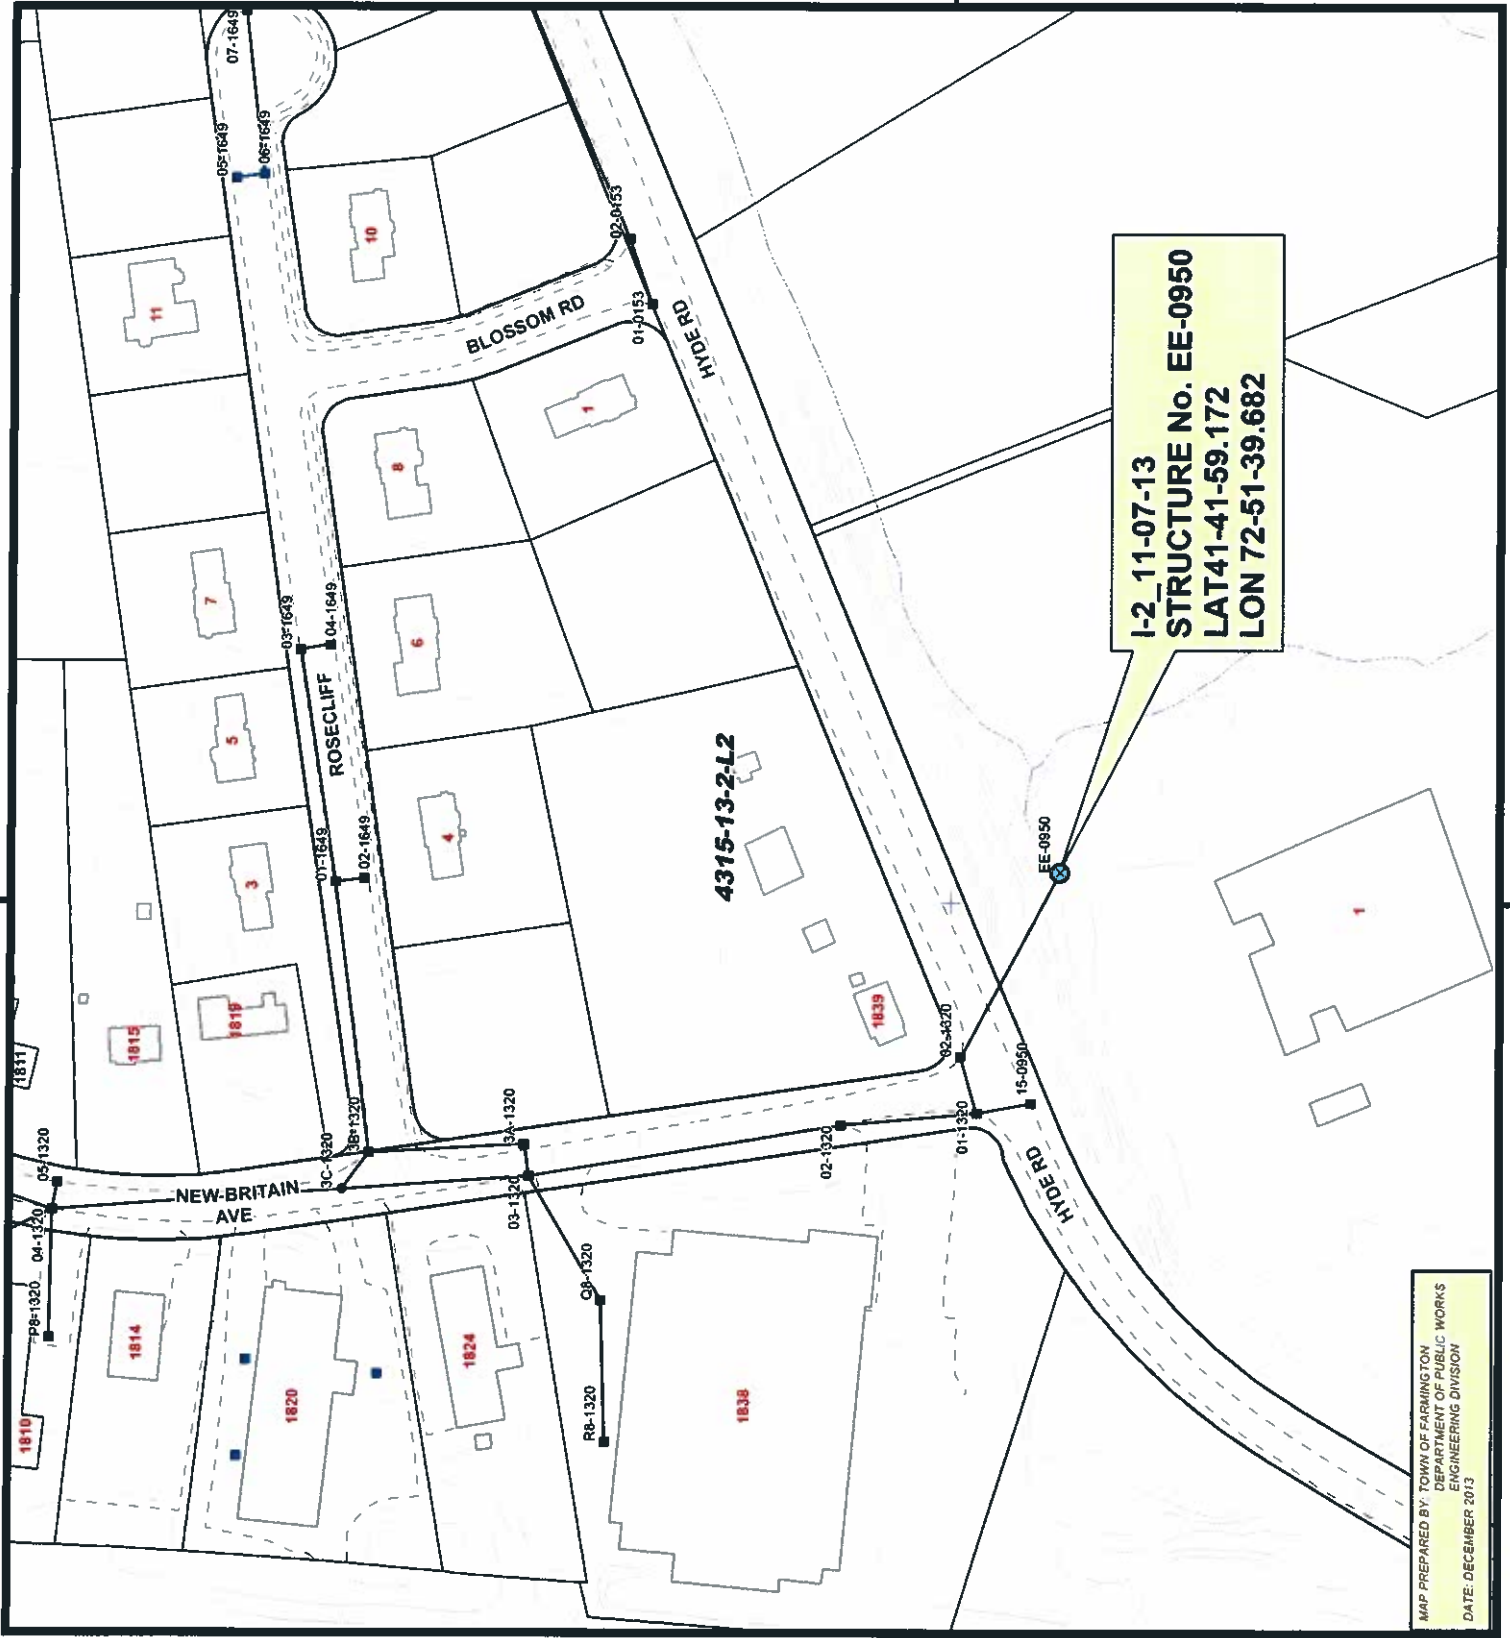 07-1649
05-1649
06-1649
02-0153
01-0153
10
11
BLOSSOM RD
HYDE RD
1
8
7
6
03-1649
04-1649
5
ROSECLIFF
4
3
01-1649
02-1649
4315-13-2-L2
I-2_11-07-13
STRUCTURE No. EE-0950
LAT41-41-59.172
LON 72-51-39.682
EE-0950
1
1839
02-1320
15-0950
01-1320
02-1320
HYDE RD
1811
1815
1819
05-1320
3C-1320
3B-1320
3A-1320
03-1320
NEW-BRITAIN
AVE
04-1320
P8-1320
Q8-1320
R8-1320
1810
1814
1820
1824
1838
MAP PREPARED BY: TOWN OF FARMINGTON
DEPARTMENT OF PUBLIC WORKS
ENGINEERING DIVISION
DATE: DECEMBER 2013